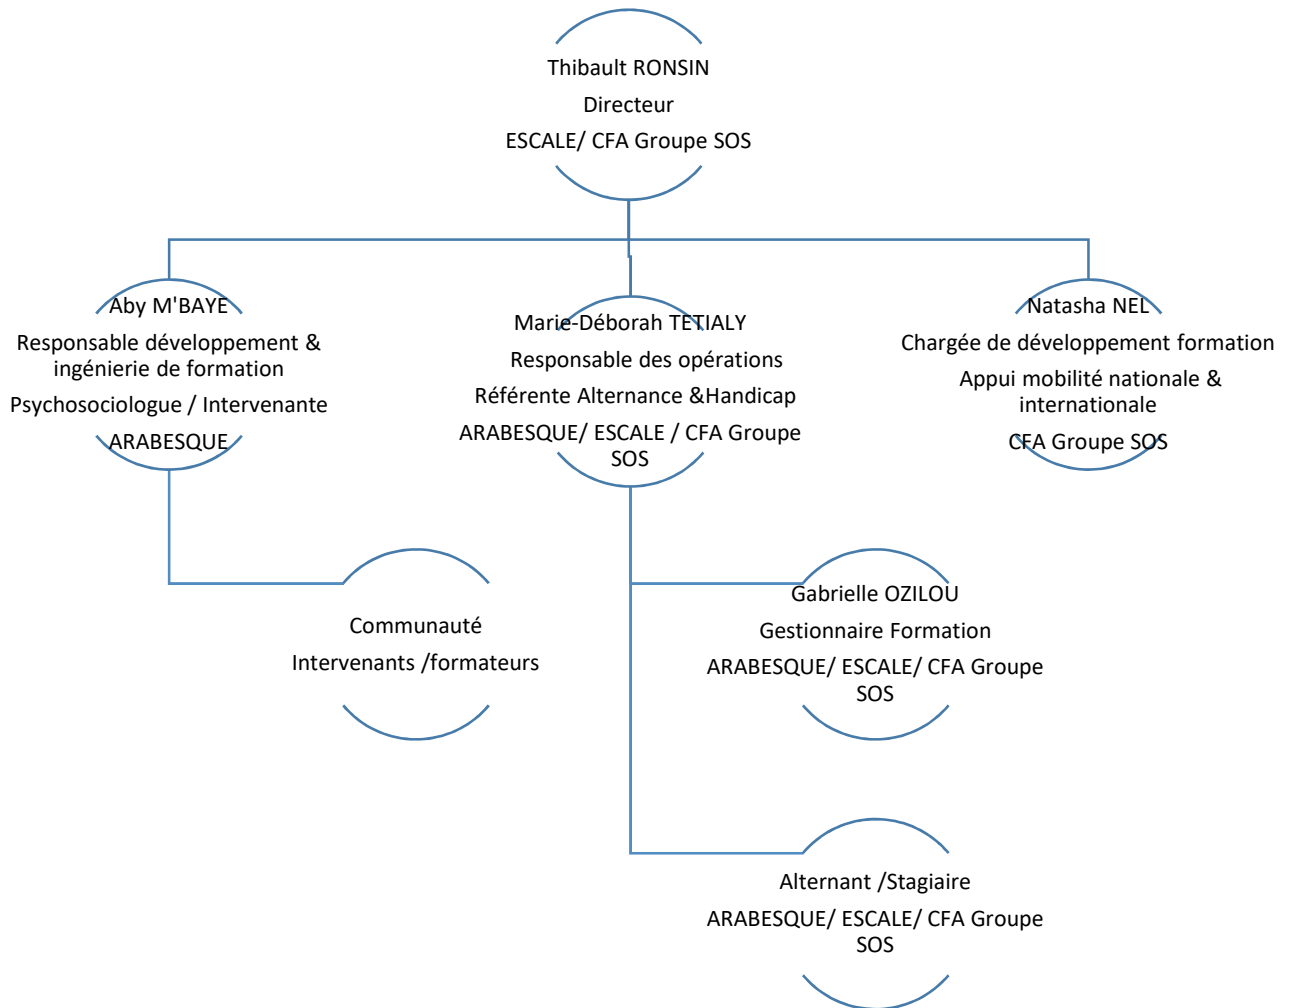 Thibault RONSIN
Directeur
ESCALE/ CFA Groupe SOS
Aby M'BAYE
Responsable développement &
ingénierie de formation
Psychosociologue / Intervenante
ARABESQUE
Marie-Déborah TETIALY
Responsable des opérations
Référente Alternance &Handicap
ARABESQUE/ ESCALE / CFA Groupe
SOS
Natasha NEL
Chargée de développement formation
Appui mobilité nationale &
internationale
CFA Groupe SOS
Communauté
Intervenants /formateurs
Gabrielle OZILOU
Gestionnaire Formation
ARABESQUE/ ESCALE/ CFA Groupe
SOS
Alternant /Stagiaire
ARABESQUE/ ESCALE/ CFA Groupe
SOS